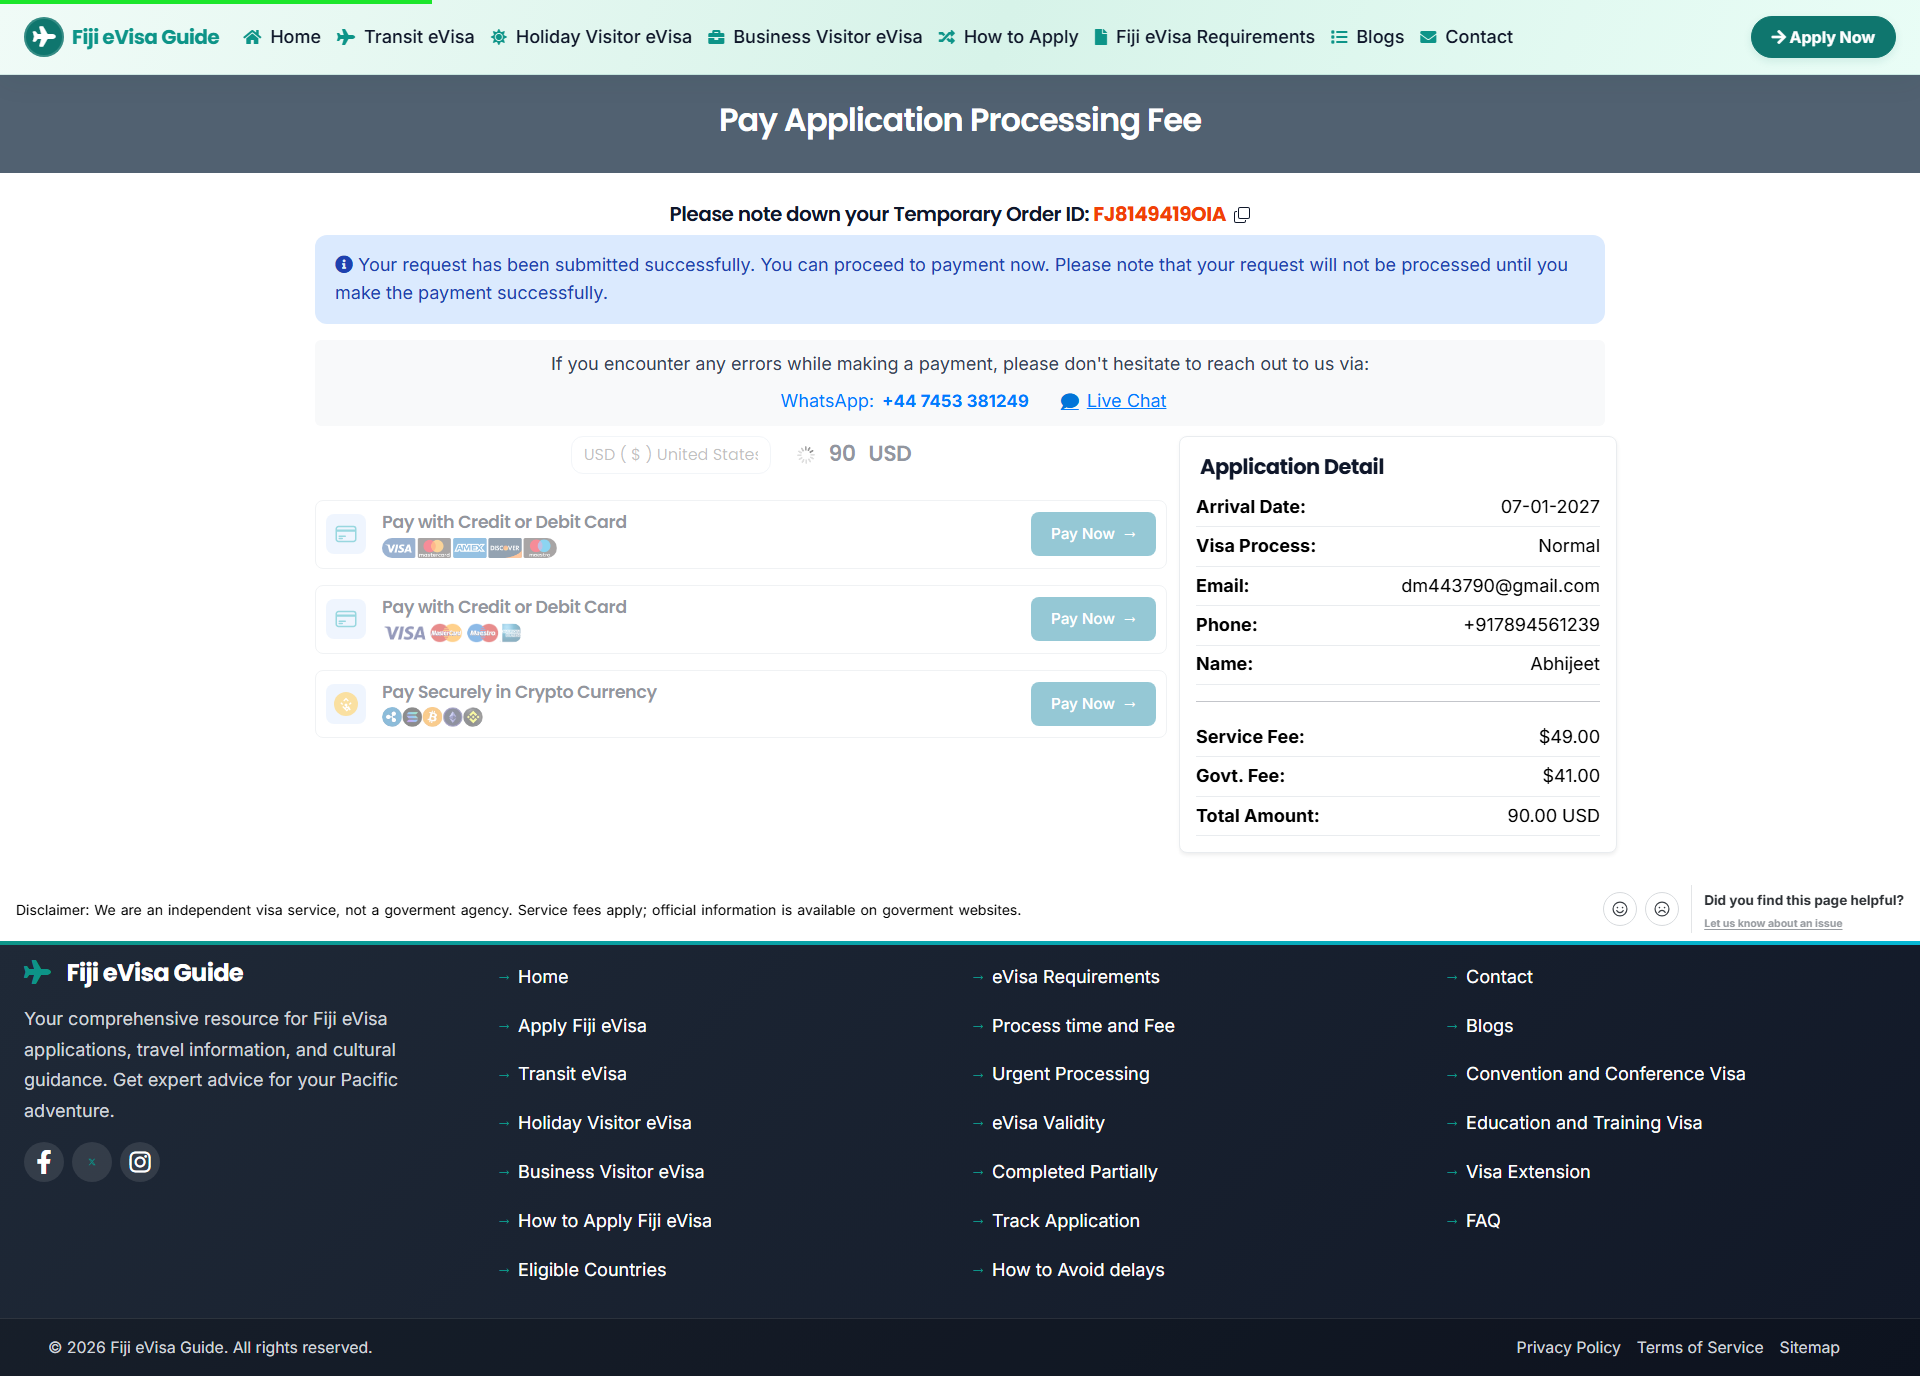 Fiji eVisa Guide
Home
Transit eVisa
Holiday Visitor eVisa
Business Visitor eVisa
How to Apply
Fiji eVisa Requirements
Blogs
Contact
Apply Now
Pay Application Processing Fee
Please note down your Temporary Order ID: FJ8149419OIA
Your request has been submitted successfully. You can proceed to payment now. Please note that your request will not be processed until you
make the payment successfully.
If you encounter any errors while making a payment, please don't hesitate to reach out to us via:
WhatsApp: +44 7453 381249 Live Chat
USD ( $ ) United States
90 USD
Pay with Credit or Debit Card
VISA mastercard AMEX DISCOVER maestro
Pay Now →
Pay with Credit or Debit Card
VISA MasterCard Maestro
Pay Now →
Pay Securely in Crypto Currency
Pay Now →
Application Detail
Arrival Date: 07-01-2027
Visa Process: Normal
Email: dm443790@gmail.com
Phone: +917894561239
Name: Abhijeet
Service Fee: $49.00
Govt. Fee: $41.00
Total Amount: 90.00 USD
Disclaimer: We are an independent visa service, not a goverment agency. Service fees apply; official information is available on goverment websites.
Did you find this page helpful?
Let us know about an issue
Fiji eVisa Guide
Your comprehensive resource for Fiji eVisa
applications, travel information, and cultural
guidance. Get expert advice for your Pacific
adventure.
x
→ Home
→ Apply Fiji eVisa
→ Transit eVisa
→ Holiday Visitor eVisa
→ Business Visitor eVisa
→ How to Apply Fiji eVisa
→ Eligible Countries
→ eVisa Requirements
→ Process time and Fee
→ Urgent Processing
→ eVisa Validity
→ Completed Partially
→ Track Application
→ How to Avoid delays
→ Contact
→ Blogs
→ Convention and Conference Visa
→ Education and Training Visa
→ Visa Extension
→ FAQ
© 2026 Fiji eVisa Guide. All rights reserved.
Privacy Policy Terms of Service Sitemap